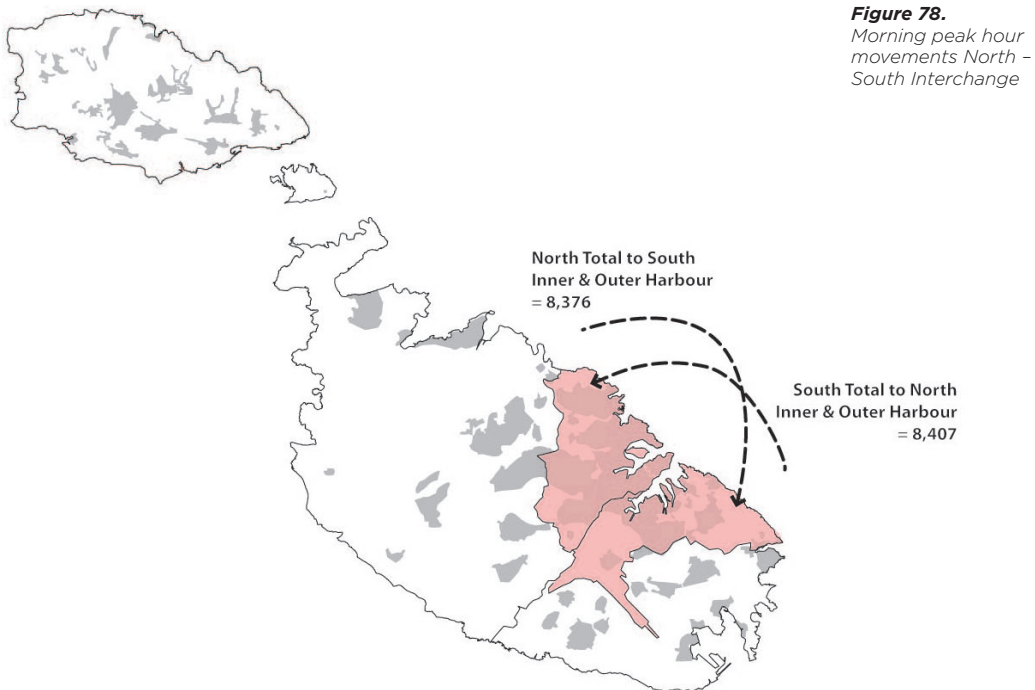 Figure 78.
Morning peak hour
movements North –
South Interchange
North Total to South
Inner & Outer Harbour
= 8,376
South Total to North
Inner & Outer Harbour
= 8,407